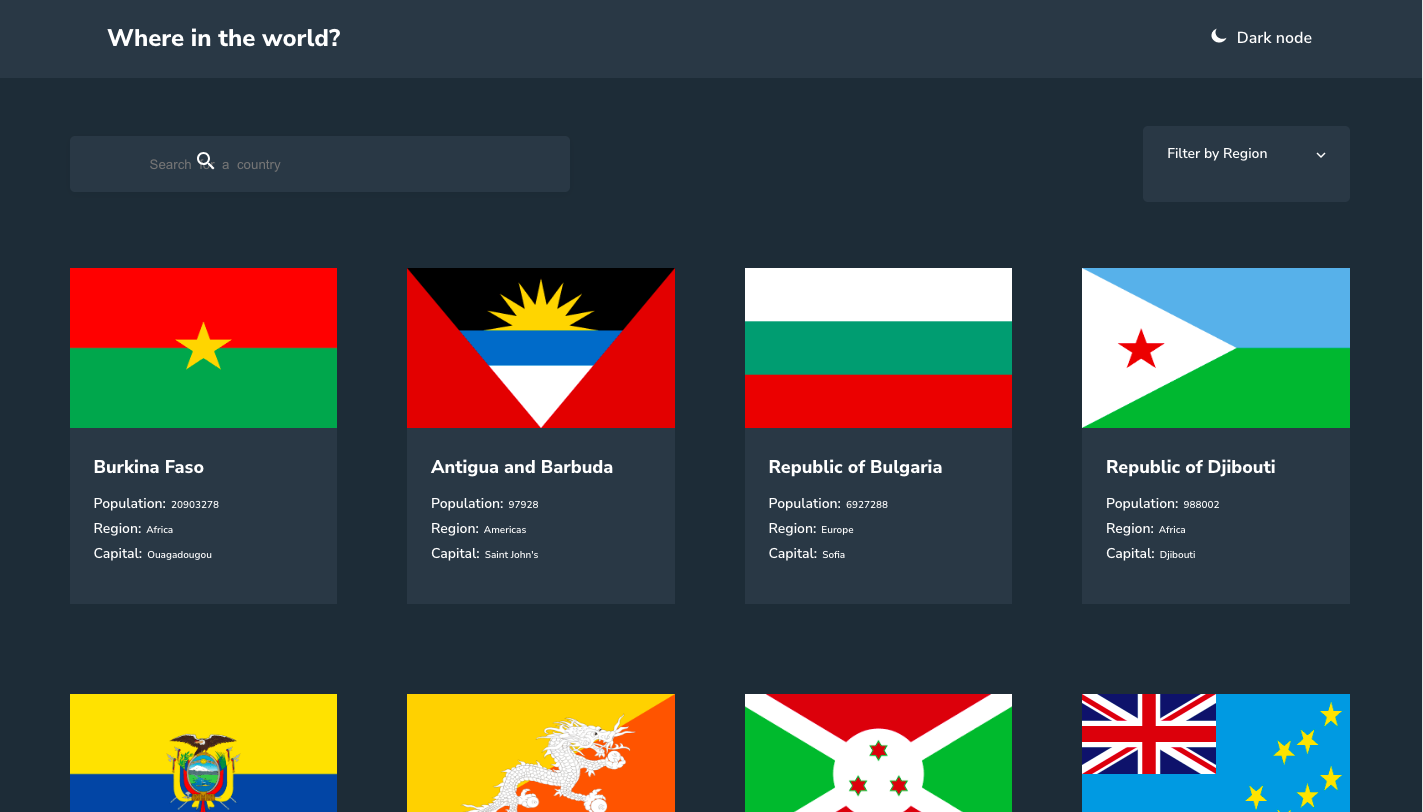 Where in the world?
Dark node
Search for a country
Filter by Region
Burkina Faso
Population: 20903278
Region: Africa
Capital: Ouagadougou
Antigua and Barbuda
Population: 97928
Region: Americas
Capital: Saint John's
Republic of Bulgaria
Population: 6927288
Region: Europe
Capital: Sofia
Republic of Djibouti
Population: 988002
Region: Africa
Capital: Djibouti